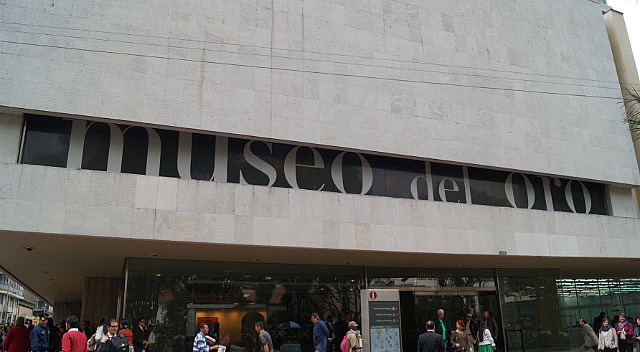 museo del oro
i